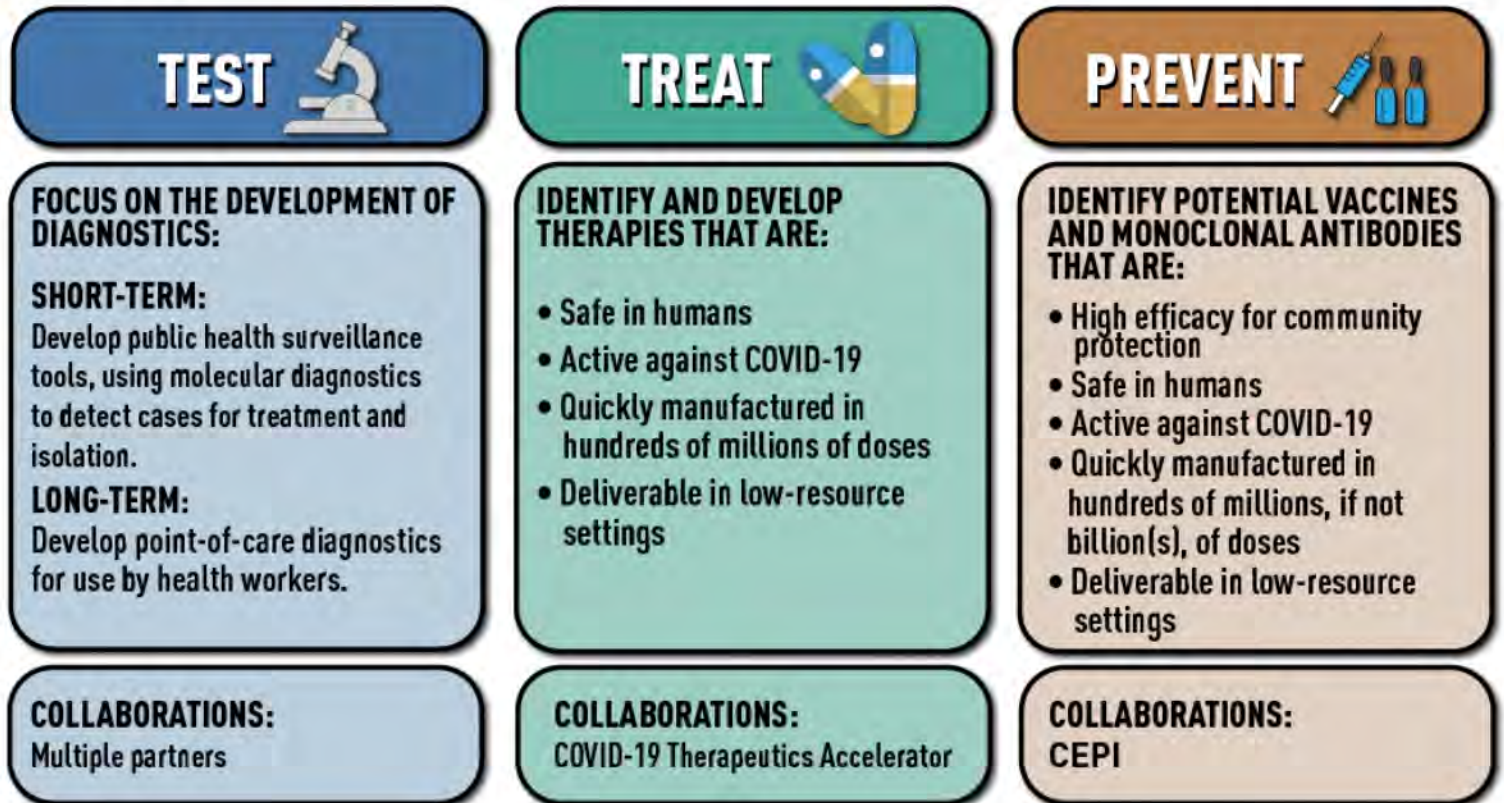 TEST
FOCUS ON THE DEVELOPMENT OF
DIAGNOSTICS:
SHORT-TERM:
Develop public health surveillance
tools, using molecular diagnostics
to detect cases for treatment and
isolation.
LONG-TERM:
Develop point-of-care diagnostics
for use by health workers.
COLLABORATIONS:
Multiple partners
TREAT
IDENTIFY AND DEVELOP
THERAPIES THAT ARE:
• Safe in humans
• Active against COVID-19
• Quickly manufactured in
hundreds of millions of doses
• Deliverable in low-resource
settings
COLLABORATIONS:
COVID-19 Therapeutics Accelerator
PREVENT
IDENTIFY POTENTIAL VACCINES
AND MONOCLONAL ANTIBODIES
THAT ARE:
• High efficacy for community
protection
• Safe in humans
• Active against COVID-19
• Quickly manufactured in
hundreds of millions, if not
billion(s), of doses
• Deliverable in low-resource
settings
COLLABORATIONS:
CEPI